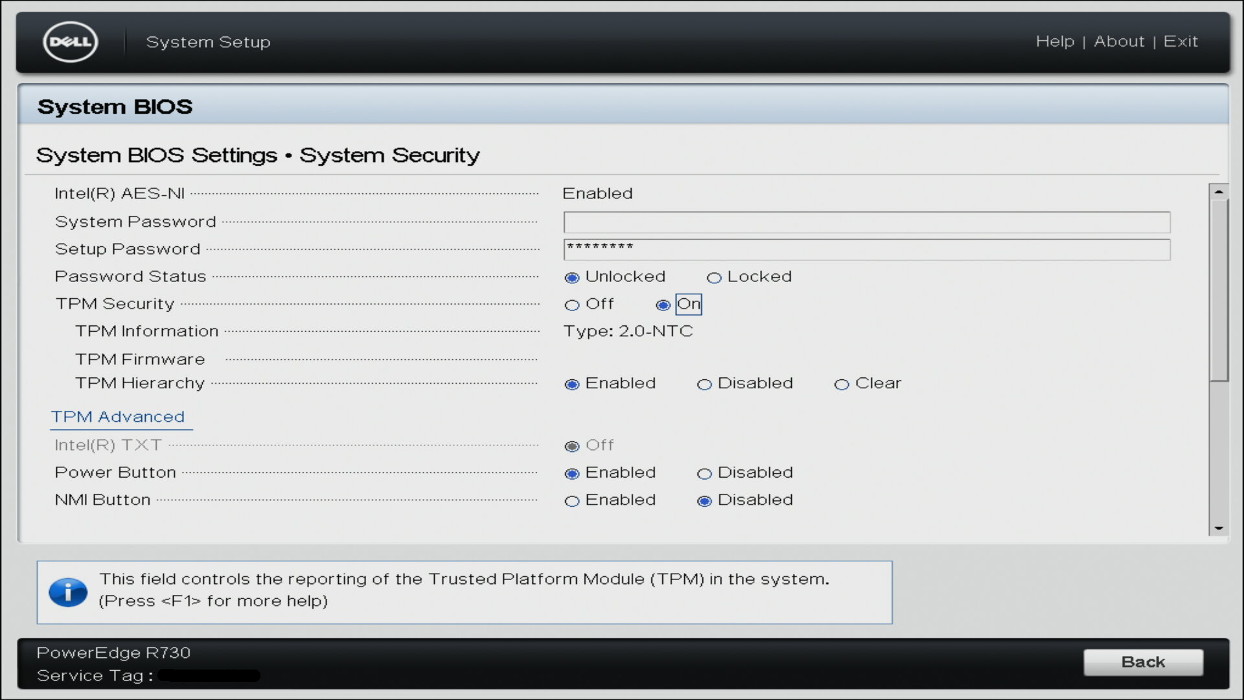 DELL System Setup Help | About | Exit
System BIOS
System BIOS Settings • System Security
Intel(R) AES-NI Enabled
System Password
Setup Password ********
Password Status Unlocked Locked
TPM Security Off On
TPM Information Type: 2.0-NTC
TPM Firmware
TPM Hierarchy Enabled Disabled Clear
TPM Advanced
Intel(R) TXT Off
Power Button Enabled Disabled
NMI Button Enabled Disabled
This field controls the reporting of the Trusted Platform Module (TPM) in the system.
(Press <F1> for more help)
PowerEdge R730
Service Tag :
Back